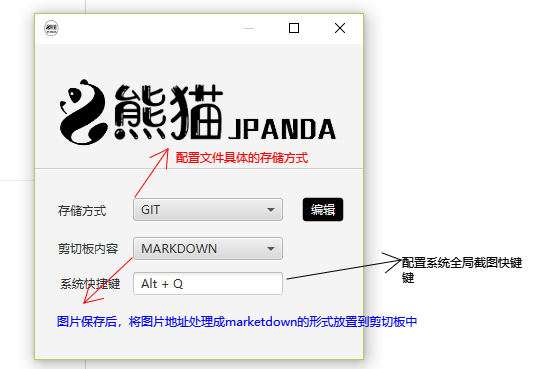 熊猫 JPANDA
配置文件具体的存储方式
存储方式 GIT 编辑
剪切板内容 MARKDOWN
配置系统全局截图快键
键
系统快捷键 Alt + Q
图片保存后，将图片地址处理成marketdown的形式放置到剪切板中